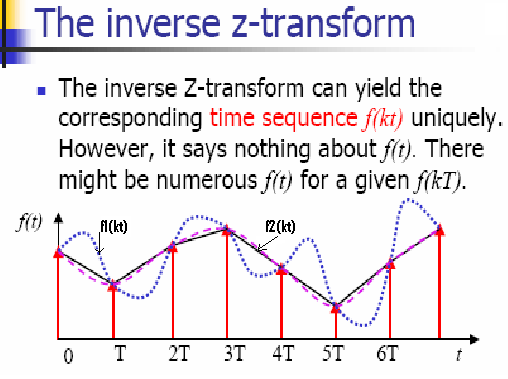 The inverse z-transform
The inverse Z-transform can yield the
corresponding time sequence f(kt) uniquely.
However, it says nothing about f(t). There
might be numerous f(t) for a given f(kT).
f(t) f1(kt) f2(kt)
0 T 2T 3T 4T 5T 6T t